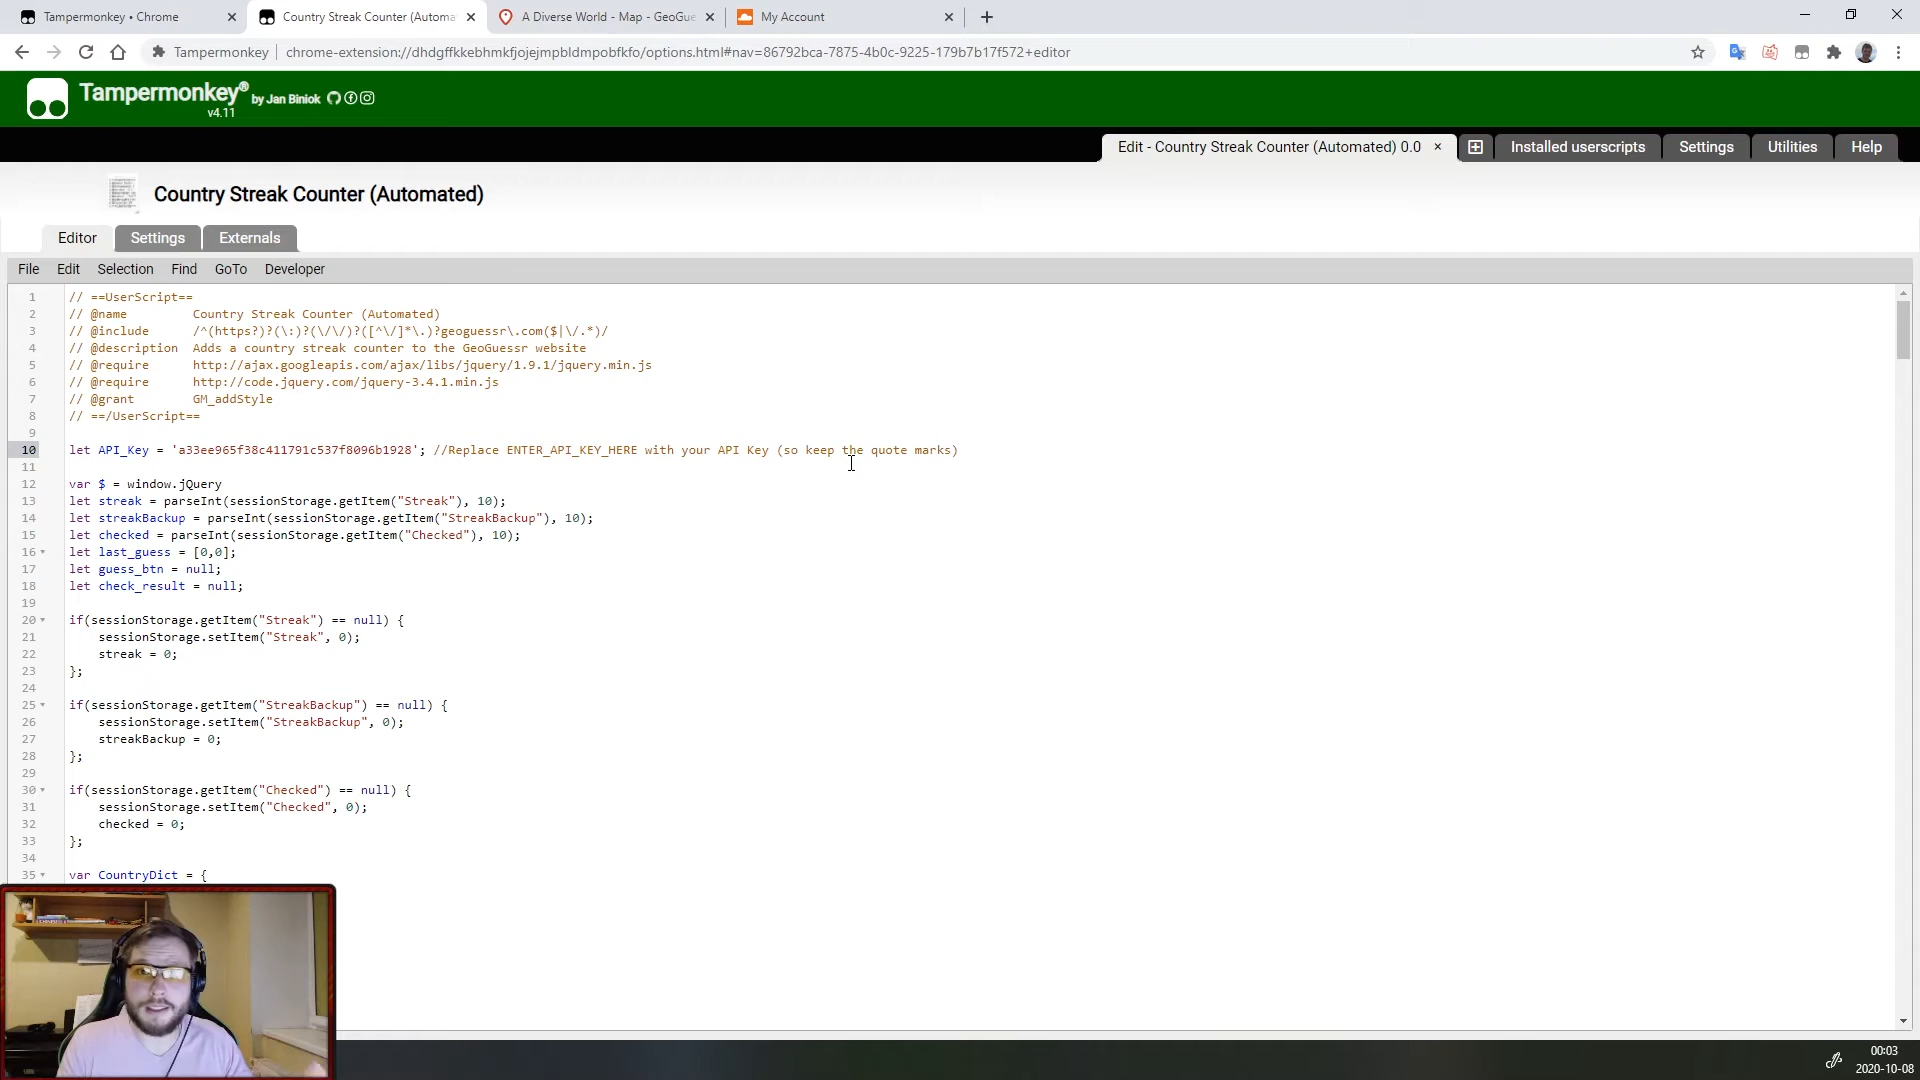 Tampermonkey • Chrome
Country Streak Counter (Automa
A Diverse World - Map - GeoGue
My Account
Tampermonkey
chrome-extension://dhdgffkkebhmkfjojejmpbldmpobfkfo/options.html#nav=86792bca-7875-4b0c-9225-179b7b17f572+editor
Tampermonkey® by Jan Biniok
v4.11
Edit - Country Streak Counter (Automated) 0.0
Installed userscripts
Settings
Utilities
Help
Country Streak Counter (Automated)
Editor
Settings
Externals
File
Edit
Selection
Find
GoTo
Developer
1 // ==UserScript==
2 // @name Country Streak Counter (Automated)
3 // @include /^(https?)?(\:)?(\/\/)?([^\/]*\.)?geoguessr\.com($|\/.*)/
4 // @description Adds a country streak counter to the GeoGuessr website
5 // @require http://ajax.googleapis.com/ajax/libs/jquery/1.9.1/jquery.min.js
6 // @require http://code.jquery.com/jquery-3.4.1.min.js
7 // @grant GM_addStyle
8 // ==/UserScript==
9
10 let API_Key = 'a33ee965f38c411791c537f8096b1928'; //Replace ENTER_API_KEY_HERE with your API Key (so keep the quote marks)
11
12 var $ = window.jQuery
13 let streak = parseInt(sessionStorage.getItem("Streak"), 10);
14 let streakBackup = parseInt(sessionStorage.getItem("StreakBackup"), 10);
15 let checked = parseInt(sessionStorage.getItem("Checked"), 10);
16 let last_guess = [0,0];
17 let guess_btn = null;
18 let check_result = null;
19
20 if(sessionStorage.getItem("Streak") == null) {
21 sessionStorage.setItem("Streak", 0);
22 streak = 0;
23 };
24
25 if(sessionStorage.getItem("StreakBackup") == null) {
26 sessionStorage.setItem("StreakBackup", 0);
27 streakBackup = 0;
28 };
29
30 if(sessionStorage.getItem("Checked") == null) {
31 sessionStorage.setItem("Checked", 0);
32 checked = 0;
33 };
34
35 var CountryDict = {
00:03
2020-10-08